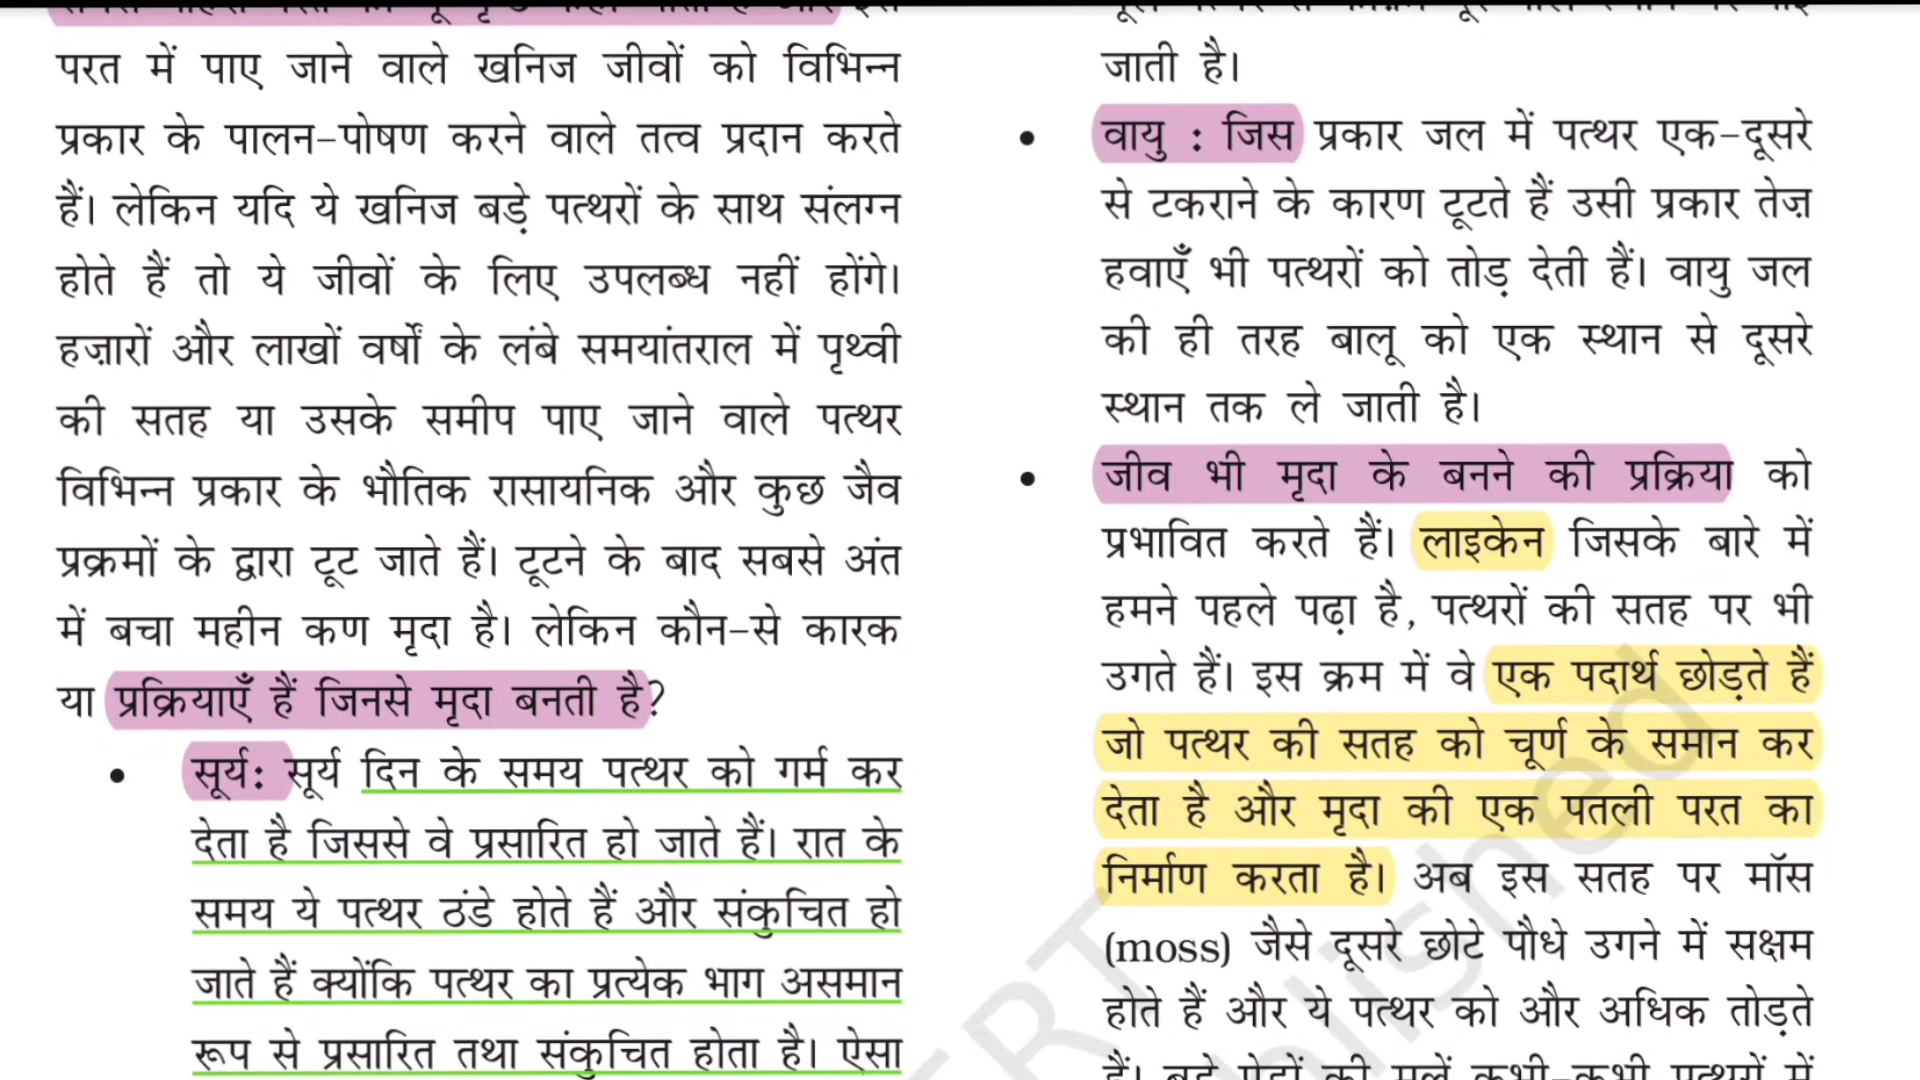 परत में पाए जाने वाले खनिज जीवों को विभिन्न
प्रकार के पालन-पोषण करने वाले तत्व प्रदान करते
हैं। लेकिन यदि ये खनिज बड़े पत्थरों के साथ संलग्न
होते हैं तो ये जीवों के लिए उपलब्ध नहीं होंगे।
हज़ारों और लाखों वर्षों के लंबे समयांतराल में पृथ्वी
की सतह या उसके समीप पाए जाने वाले पत्थर
विभिन्न प्रकार के भौतिक रासायनिक और कुछ जैव
प्रक्रमों के द्वारा टूट जाते हैं। टूटने के बाद सबसे अंत
में बचा महीन कण मृदा है। लेकिन कौन-से कारक
या प्रक्रियाएँ हैं जिनसे मृदा बनती है?
• सूर्य: सूर्य दिन के समय पत्थर को गर्म कर
देता है जिससे वे प्रसारित हो जाते हैं। रात के
समय ये पत्थर ठंडे होते हैं और संकुचित हो
जाते हैं क्योंकि पत्थर का प्रत्येक भाग असमान
रूप से प्रसारित तथा संकुचित होता है। ऐसा
जाती है।
• वायु : जिस प्रकार जल में पत्थर एक-दूसरे
से टकराने के कारण टूटते हैं उसी प्रकार तेज़
हवाएँ भी पत्थरों को तोड़ देती हैं। वायु जल
की ही तरह बालू को एक स्थान से दूसरे
स्थान तक ले जाती है।
• जीव भी मृदा के बनने की प्रक्रिया को
प्रभावित करते हैं। लाइकेन जिसके बारे में
हमने पहले पढ़ा है, पत्थरों की सतह पर भी
उगते हैं। इस क्रम में वे एक पदार्थ छोड़ते हैं
जो पत्थर की सतह को चूर्ण के समान कर
देता है और मृदा की एक पतली परत का
निर्माण करता है। अब इस सतह पर मॉस
(moss) जैसे दूसरे छोटे पौधे उगने में सक्षम
होते हैं और ये पत्थर को और अधिक तोड़ते
हैं। बड़े पेड़ों की मूलें कभी-कभी पत्थरों में